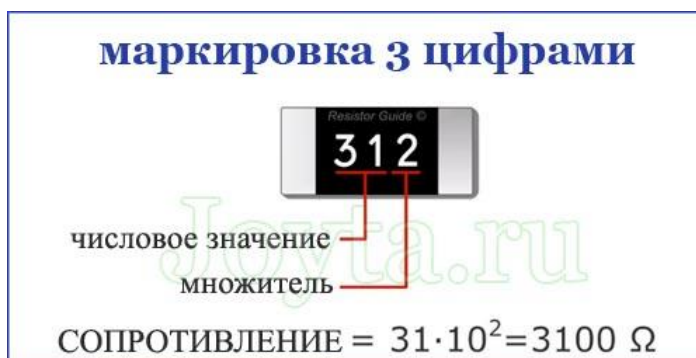 маркировка 3 цифрами
Resistor Guide ©
312
Joyta.ru
числовое значение
множитель
СОПРОТИВЛЕНИЕ = 31·10²=3100 Ω